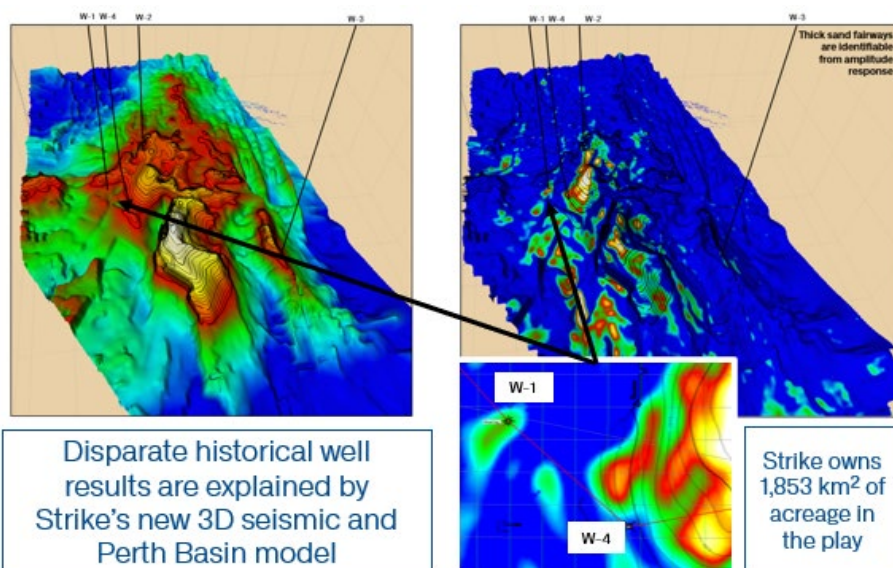 W-1 W-4 W-2 W-3
W-1 W-4 W-2 W-3
Thick sand fairways
are identifiable
from amplitude
response
W-1
W-4
Disparate historical well
results are explained by
Strike's new 3D seismic and
Perth Basin model
Strike owns
1,853 km² of
acreage in
the play